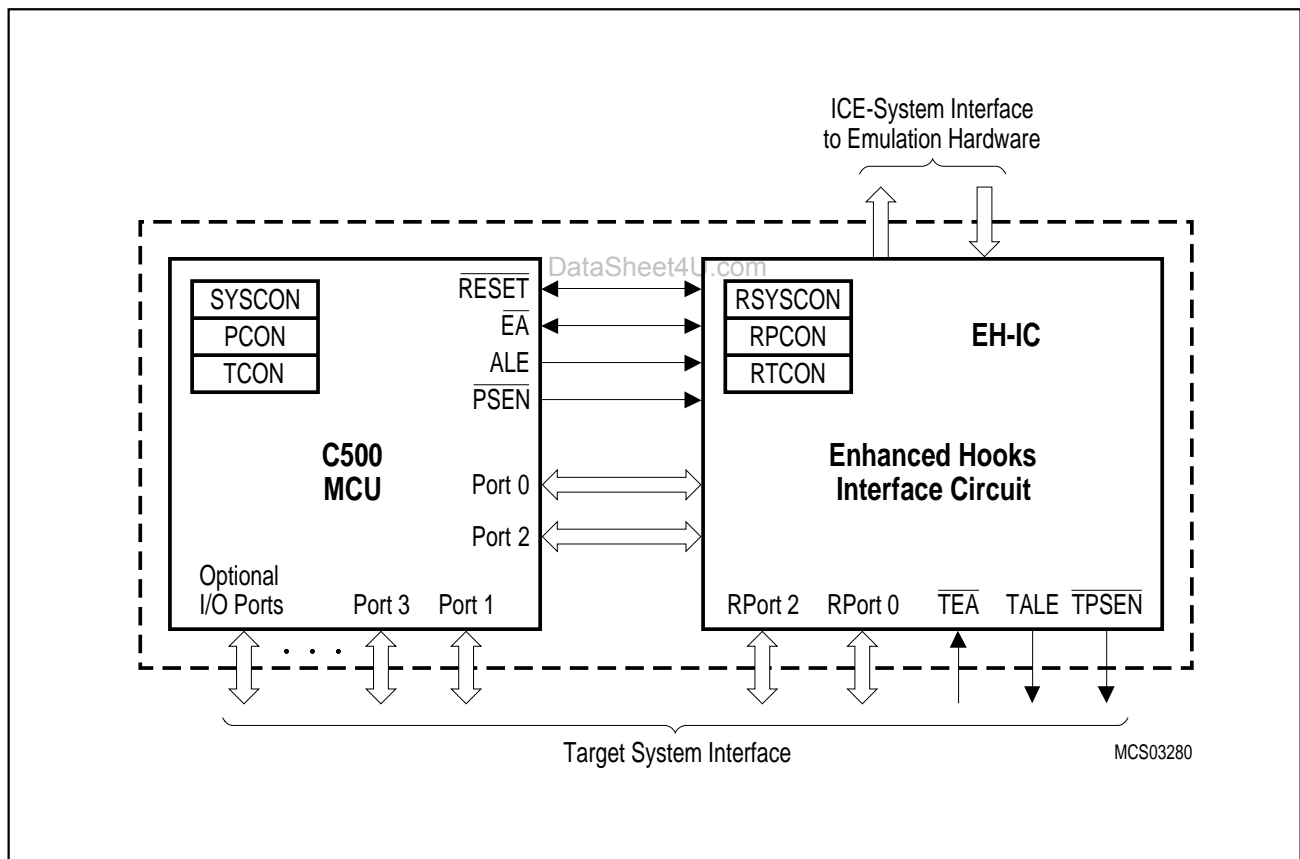 ICE-System Interface
to Emulation Hardware
DataSheet4U.com
SYSCON
PCON
TCON
RESET
EA
ALE
PSEN
C500
MCU
Port 0
Port 2
Optional
I/O Ports
Port 3
Port 1
. . .
RSYSCON
RPCON
RTCON
EH-IC
Enhanced Hooks
Interface Circuit
RPort 2
RPort 0
TEA
TALE
TPSEN
Target System Interface
MCS03280